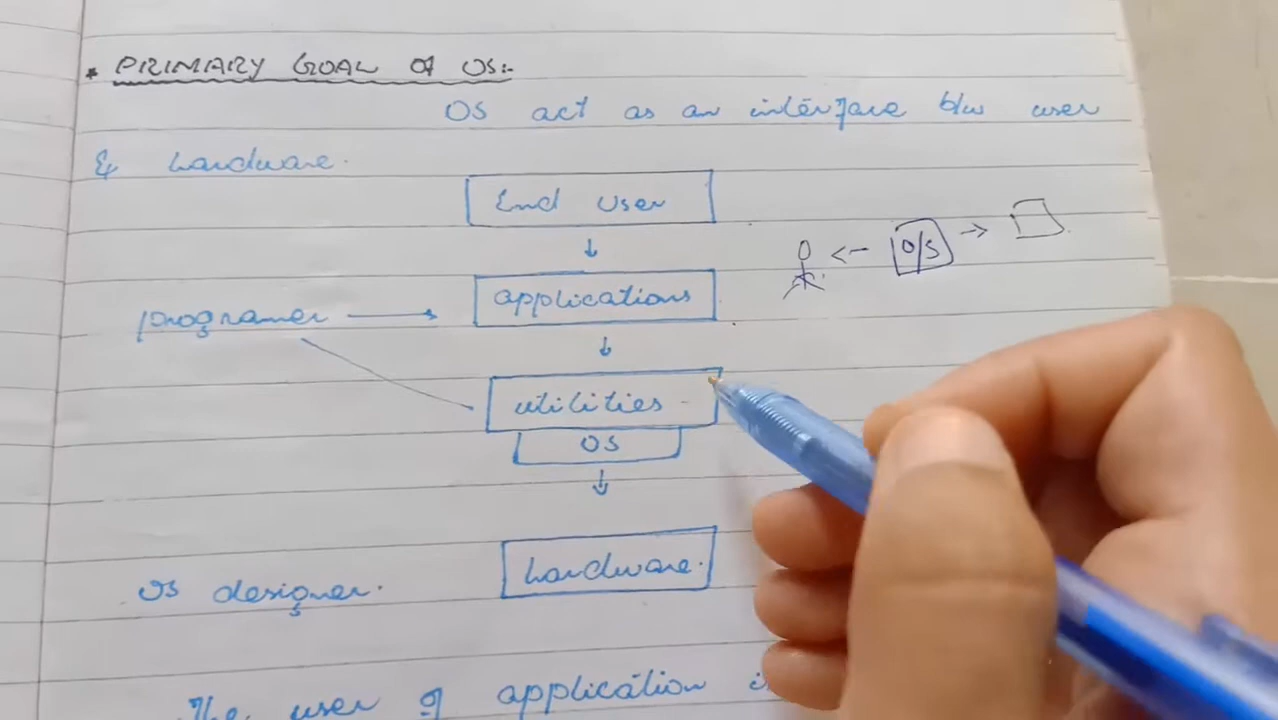 * PRIMARY GOAL OF OS:-
OS act as an interface b/w user
& hardware.
End user
O/S
applications
programer
utilities
OS
hardware.
OS designer.
The user of application